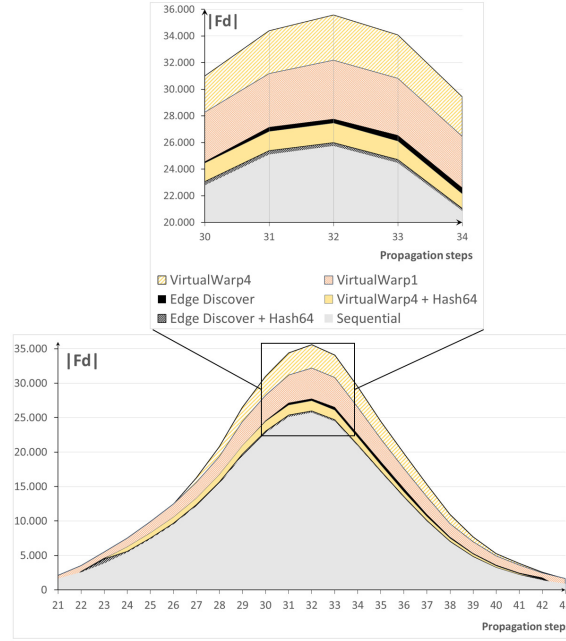 36.000
|Fd|
34.000
32.000
30.000
28.000
26.000
24.000
22.000
20.000
30 31 32 33 34
Propagation steps
VirtualWarp4 VirtualWarp1
Edge Discover VirtualWarp4 + Hash64
Edge Discover + Hash64 Sequential
35.000 |Fd|
30.000
25.000
20.000
15.000
10.000
5.000
0
21 22 23 24 25 26 27 28 29 30 31 32 33 34 35 36 37 38 39 40 41 42
Propagation step